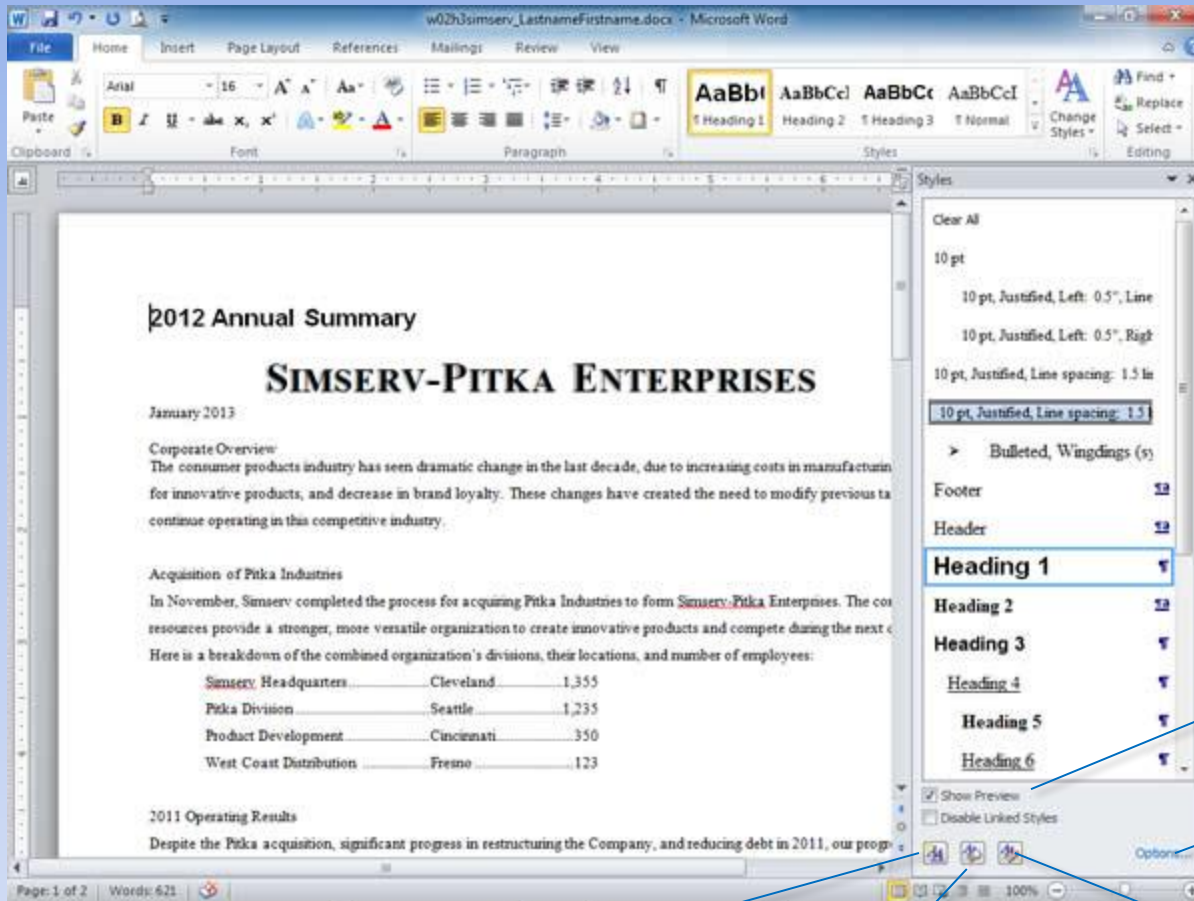 w02h3simserv_LastnameFirstname.docx - Microsoft Word
File Home Insert Page Layout References Mailings Review View
Paste
Arial 16 A A Aa
B I U abc x, x² A
AaBb( AaBbCcl AaBbCc AaBbCcI
¶ Heading 1 Heading 2 ¶ Heading 3 ¶ Normal
Change Styles
Find
Replace
Select
Clipboard Font Paragraph Styles Editing
2012 Annual Summary
SIMSERV-PITKA ENTERPRISES
January 2013
Corporate Overview
The consumer products industry has seen dramatic change in the last decade, due to increasing costs in manufacturin
for innovative products, and decrease in brand loyalty. These changes have created the need to modify previous ta
continue operating in this competitive industry.
Acquisition of Pitka Industries
In November, Simserv completed the process for acquiring Pitka Industries to form Simserv-Pitka Enterprises. The co
resources provide a stronger, more versatile organization to create innovative products and compete during the next
Here is a breakdown of the combined organization's divisions, their locations, and number of employees:
Simserv Headquarters Cleveland 1,355
Pitka Division Seattle 1,235
Product Development Cincinnati 350
West Coast Distribution Fresno 123
2011 Operating Results
Despite the Pitka acquisition, significant progress in restructuring the Company, and reducing debt in 2011, our progr
Styles
Clear All
10 pt
10 pt, Justified, Left: 0.5", Line
10 pt, Justified, Left: 0.5", Righ
10 pt, Justified, Line spacing: 1.5 lin
10 pt, Justified, Line spacing: 1.5 l
Bulleted, Wingdings (sy
Footer
Header
Heading 1
Heading 2
Heading 3
Heading 4
Heading 5
Heading 6
Show Preview
Disable Linked Styles
Options...
Page: 1 of 2 Words: 621 100%